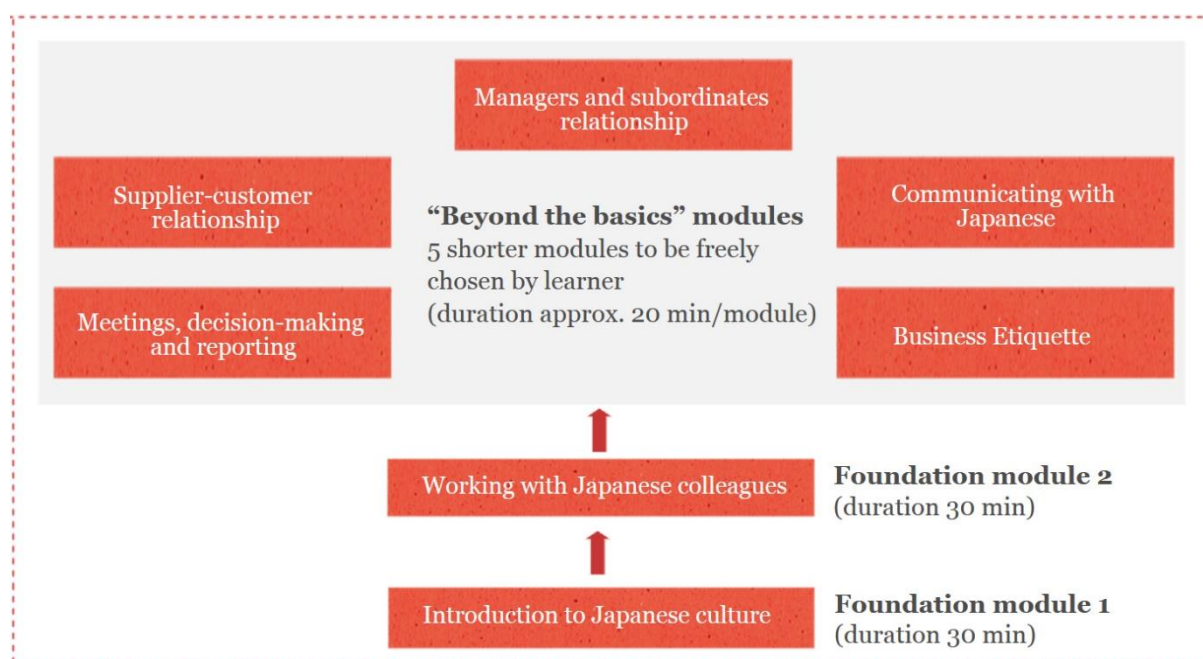 Managers and subordinates
relationship
Supplier-customer
relationship
Communicating with
Japanese
“Beyond the basics” modules
5 shorter modules to be freely
chosen by learner
(duration approx. 20 min/module)
Meetings, decision-making
and reporting
Business Etiquette
Working with Japanese colleagues
Foundation module 2
(duration 30 min)
Introduction to Japanese culture
Foundation module 1
(duration 30 min)